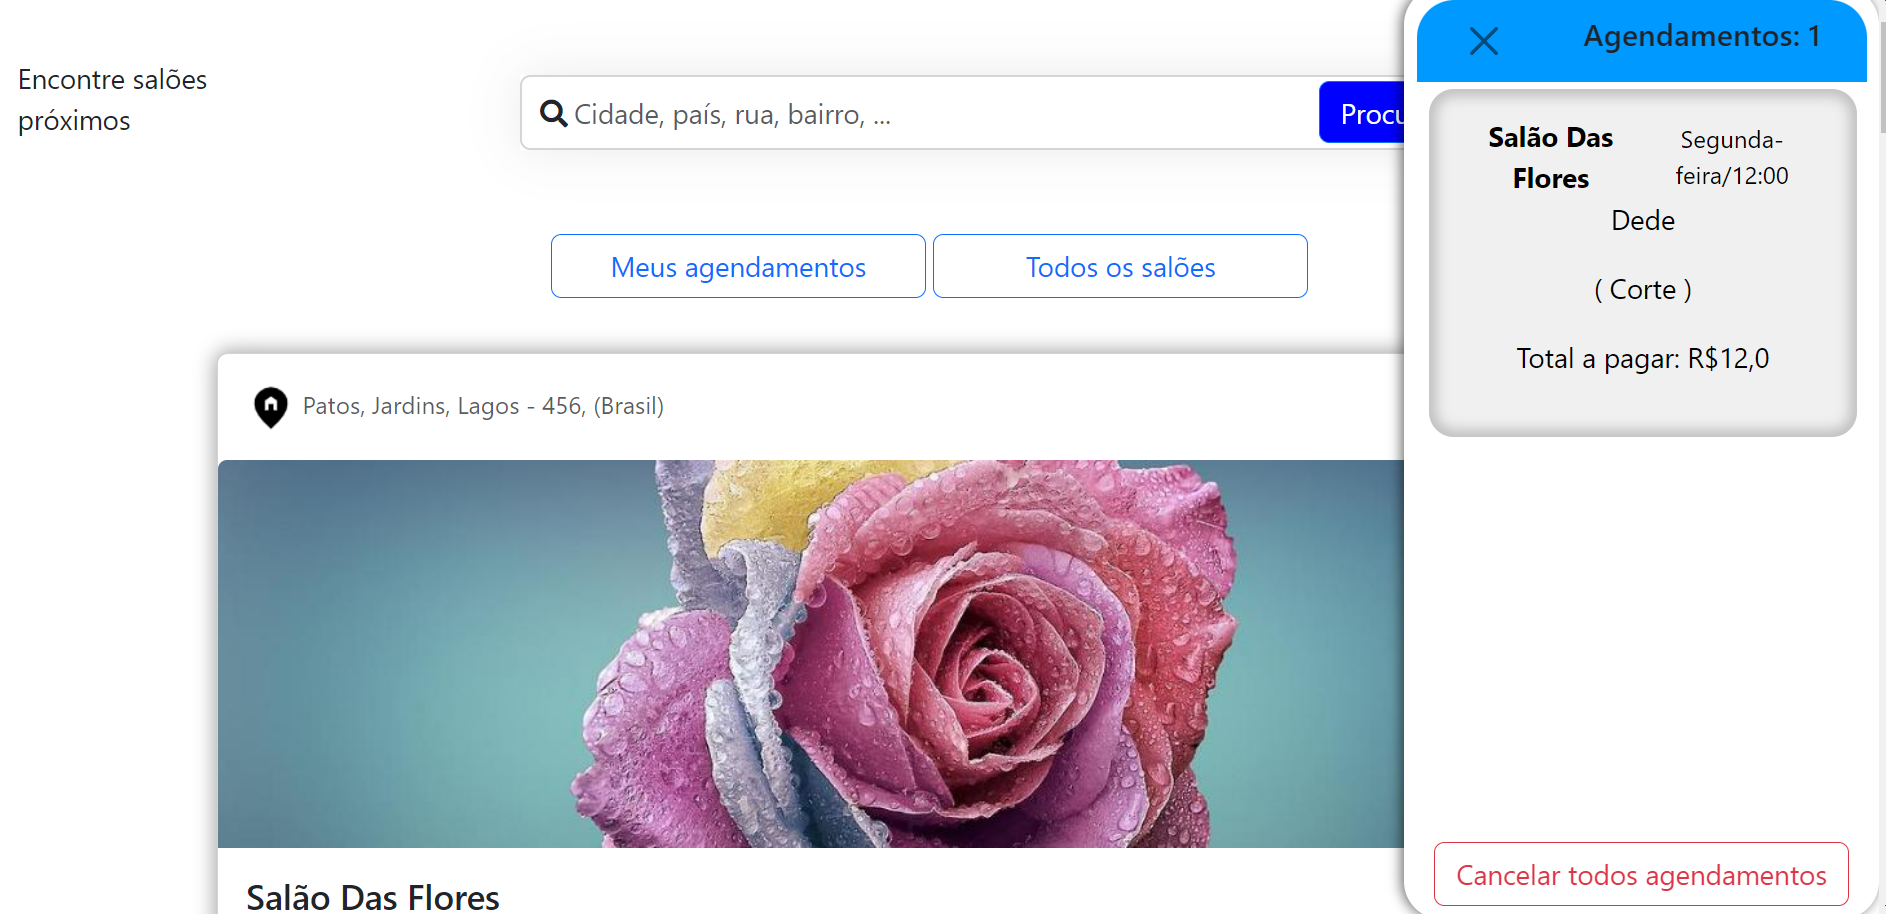 Encontre salões
próximos
Cidade, país, rua, bairro, ...
Procu
Meus agendamentos
Todos os salões
Patos, Jardins, Lagos - 456, (Brasil)
Salão Das Flores
Agendamentos: 1
Salão Das
Flores
Segunda-
feira/12:00
Dede
( Corte )
Total a pagar: R$12,0
Cancelar todos agendamentos